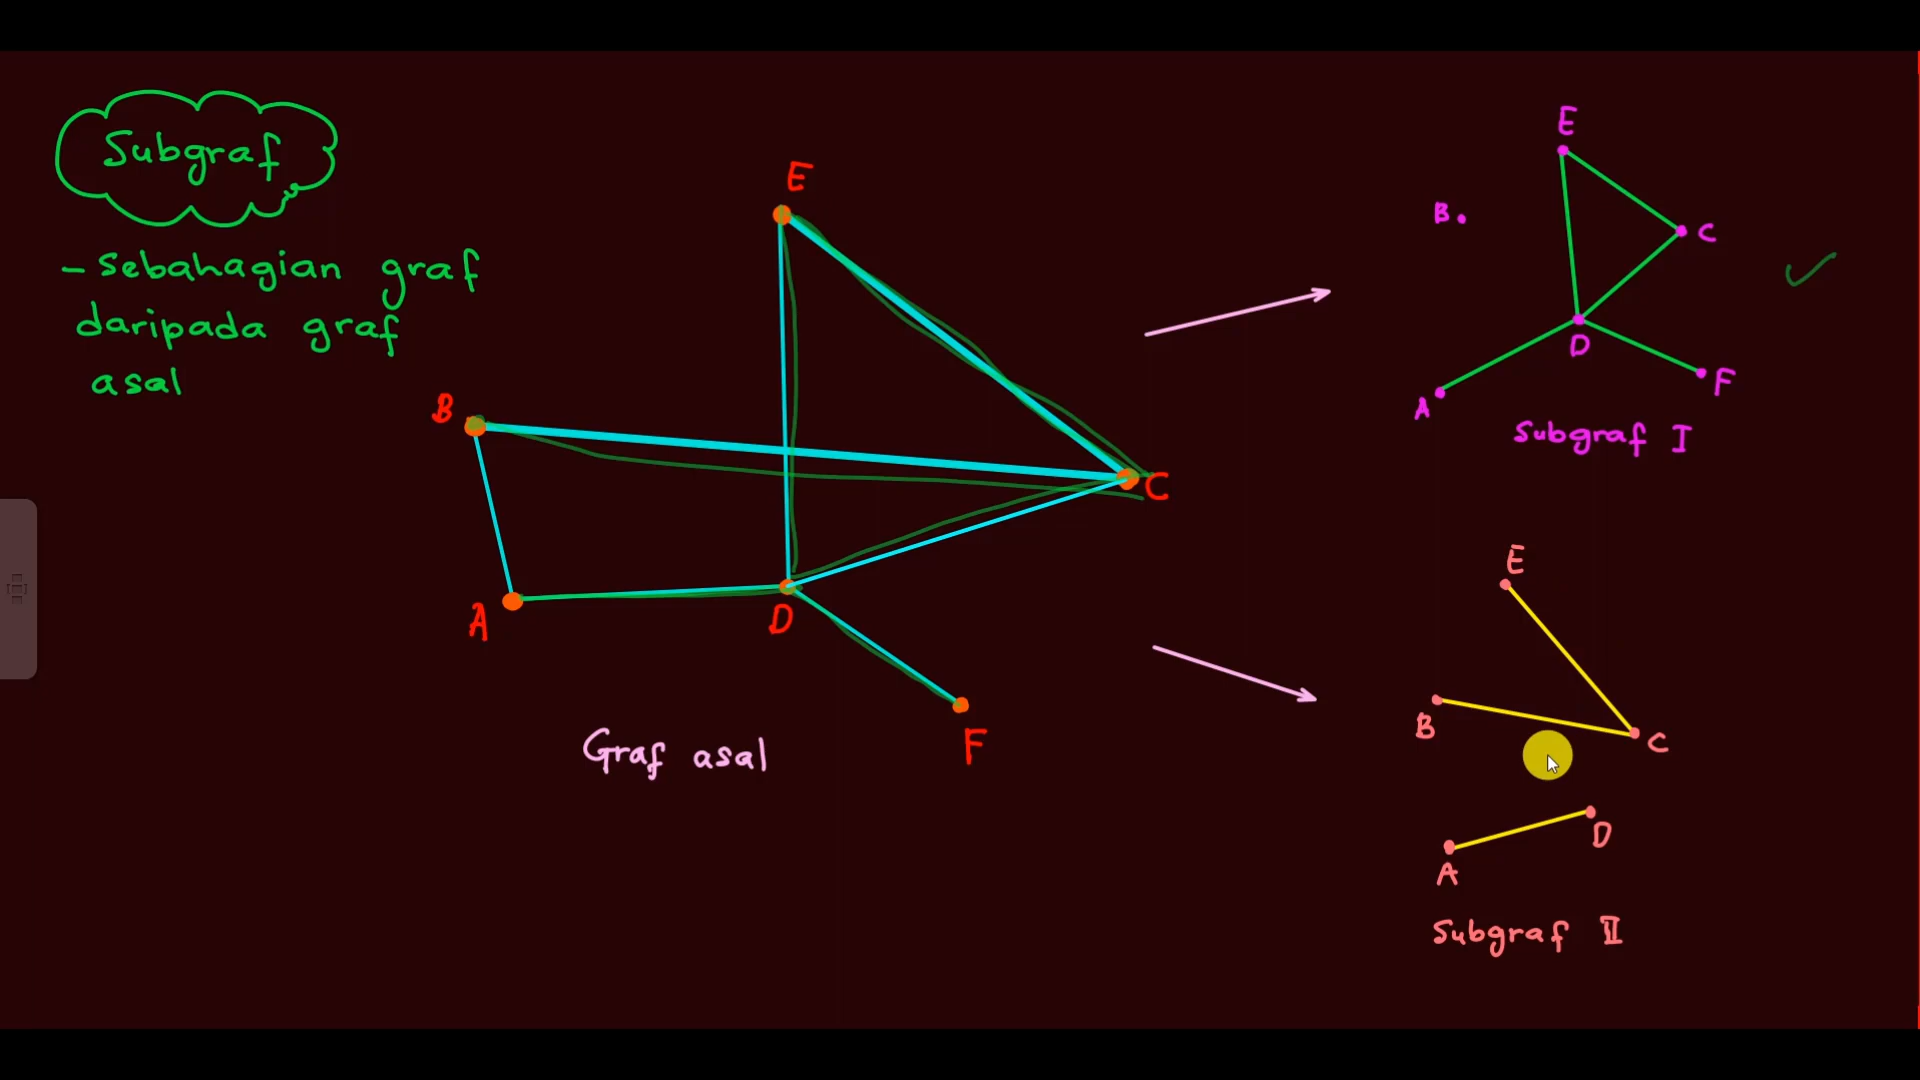 Subgraf
- Sebahagian graf
daripada graf
asal
E
B
C
A
D
F
Graf asal
E
B.
C
D
A
F
Subgraf I
E
B
C
D
A
Subgraf II